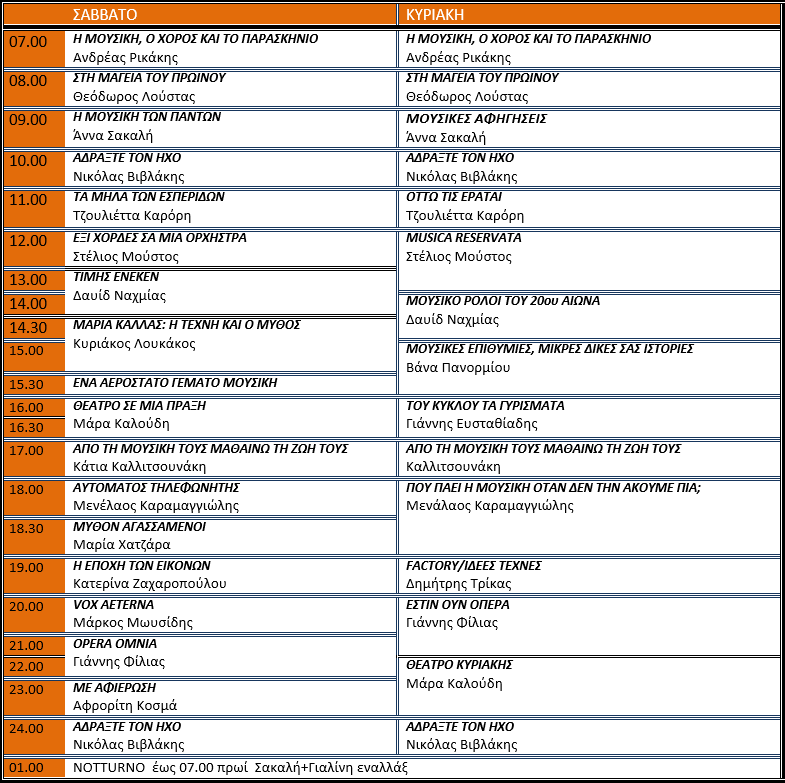 ΣΑΒΒΑΤΟ ΚΥΡΙΑΚΗ
07.00 Η ΜΟΥΣΙΚΗ, Ο ΧΟΡΟΣ ΚΑΙ ΤΟ ΠΑΡΑΣΚΗΝΙΟ Η ΜΟΥΣΙΚΗ, Ο ΧΟΡΟΣ ΚΑΙ ΤΟ ΠΑΡΑΣΚΗΝΙΟ
Ανδρέας Ρικάκης Ανδρέας Ρικάκης
08.00 ΣΤΗ ΜΑΓΕΙΑ ΤΟΥ ΠΡΩΙΝΟΥ ΣΤΗ ΜΑΓΕΙΑ ΤΟΥ ΠΡΩΙΝΟΥ
Θεόδωρος Λούστας Θεόδωρος Λούστας
09.00 Η ΜΟΥΣΙΚΗ ΤΩΝ ΠΑΝΤΩΝ ΜΟΥΣΙΚΕΣ ΑΦΗΓΗΣΕΙΣ
Άννα Σακαλή Άννα Σακαλή
10.00 ΑΔΡΑΞΤΕ ΤΟΝ ΗΧΟ ΑΔΡΑΞΤΕ ΤΟΝ ΗΧΟ
Νικόλας Βιβλάκης Νικόλας Βιβλάκης
11.00 ΤΑ ΜΗΛΑ ΤΩΝ ΕΣΠΕΡΙΔΩΝ ΟΤΤΩ ΤΙΣ ΕΡΑΤΑΙ
Τζουλιέττα Καρόρη Τζουλιέττα Καρόρη
12.00 ΕΞΙ ΧΟΡΔΕΣ ΣΑ ΜΙΑ ΟΡΧΗΣΤΡΑ MUSICA RESERVATA
Στέλιος Μούστος Στέλιος Μούστος
13.00 ΤΙΜΗΣ ΕΝΕΚΕΝ
Δαυίδ Ναχμίας
14.00 ΜΟΥΣΙΚΟ ΡΟΛΟΙ ΤΟΥ 20ου ΑΙΩΝΑ
Δαυίδ Ναχμίας
14.30 ΜΑΡΙΑ ΚΑΛΛΑΣ: Η ΤΕΧΝΗ ΚΑΙ Ο ΜΥΘΟΣ
Κυριάκος Λουκάκος
15.00 ΜΟΥΣΙΚΕΣ ΕΠΙΘΥΜΙΕΣ, ΜΙΚΡΕΣ ΔΙΚΕΣ ΣΑΣ ΙΣΤΟΡΙΕΣ
Βάνα Πανορμίου
15.30 ΕΝΑ ΑΕΡΟΣΤΑΤΟ ΓΕΜΑΤΟ ΜΟΥΣΙΚΗ
16.00 ΘΕΑΤΡΟ ΣΕ ΜΙΑ ΠΡΑΞΗ ΤΟΥ ΚΥΚΛΟΥ ΤΑ ΓΥΡΙΣΜΑΤΑ
16.30 Μάρα Καλούδη Γιάννης Ευσταθιάδης
17.00 ΑΠΟ ΤΗ ΜΟΥΣΙΚΗ ΤΟΥΣ ΜΑΘΑΙΝΩ ΤΗ ΖΩΗ ΤΟΥΣ ΑΠΟ ΤΗ ΜΟΥΣΙΚΗ ΤΟΥΣ ΜΑΘΑΙΝΩ ΤΗ ΖΩΗ ΤΟΥΣ
Κάτια Καλλιτσουνάκη Καλλιτσουνάκη
18.00 ΑΥΤΟΜΑΤΟΣ ΤΗΛΕΦΩΝΗΤΗΣ ΠΟΥ ΠΑΕΙ Η ΜΟΥΣΙΚΗ ΟΤΑΝ ΔΕΝ ΤΗΝ ΑΚΟΥΜΕ ΠΙΑ;
Μενέλαος Καραμαγγιώλης Μενάλαος Καραμαγγιώλης
18.30 ΜΥΘΟΝ ΑΓΑΣΣΑΜΕΝΟΙ
Μαρία Χατζάρα
19.00 Η ΕΠΟΧΗ ΤΩΝ ΕΙΚΟΝΩΝ FACTORY/ΙΔΕΕΣ ΤΕΧΝΕΣ
Κατερίνα Ζαχαροπούλου Δημήτρης Τρίκας
20.00 VOX AETERNA ΕΣΤΙΝ ΟΥΝ ΟΠΕΡΑ
Μάρκος Μωυσίδης Γιάννης Φίλιας
21.00 OPERA OMNIA
Γιάννης Φίλιας
22.00 ΘΕΑΤΡΟ ΚΥΡΙΑΚΗΣ
Μάρα Καλούδη
23.00 ΜΕ ΑΦΙΕΡΩΣΗ
Αφρορίτη Κοσμά
24.00 ΑΔΡΑΞΤΕ ΤΟΝ ΗΧΟ ΑΔΡΑΞΤΕ ΤΟΝ ΗΧΟ
Νικόλας Βιβλάκης Νικόλας Βιβλάκης
01.00 NOTTURNO έως 07.00 πρωί Σακαλή+Γιαλίνη εναλλάξ